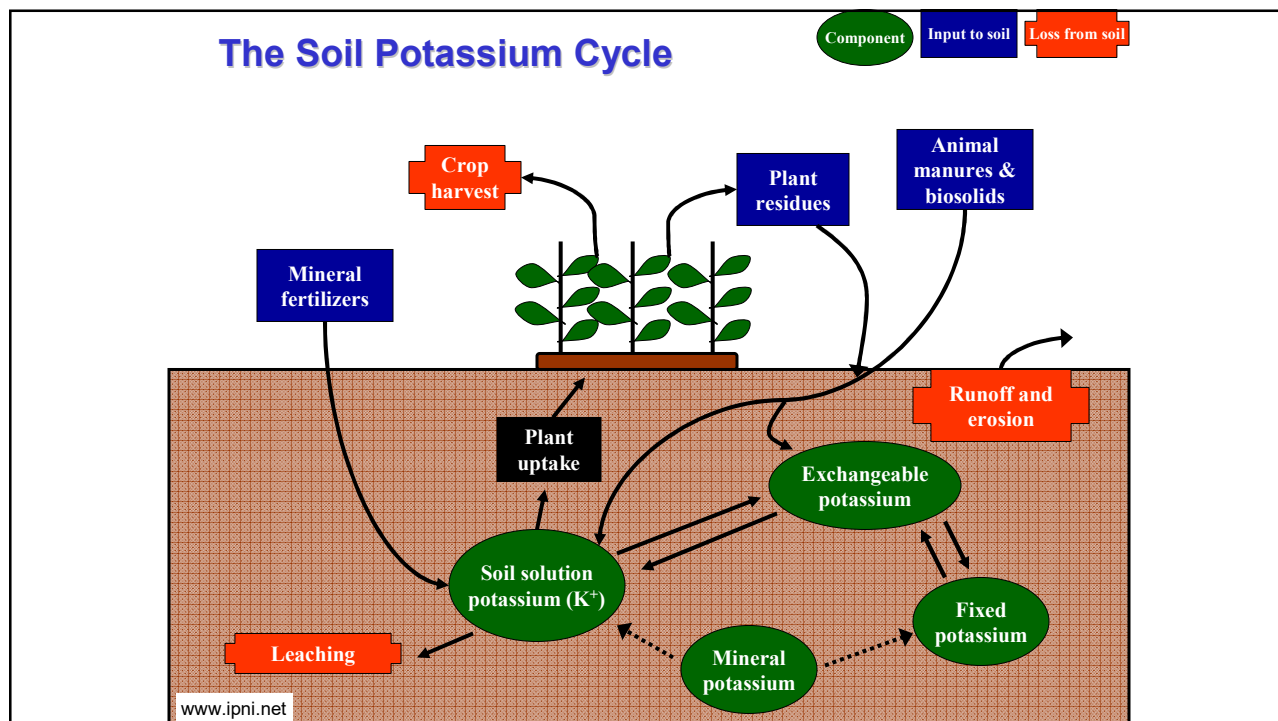 The Soil Potassium Cycle
Component
Input to soil
Loss from soil
Crop
harvest
Plant
residues
Animal
manures &
biosolids
Mineral
fertilizers
Runoff and
erosion
Plant
uptake
Exchangeable
potassium
Soil solution
potassium (K⁺)
Fixed
potassium
Leaching
Mineral
potassium
www.ipni.net